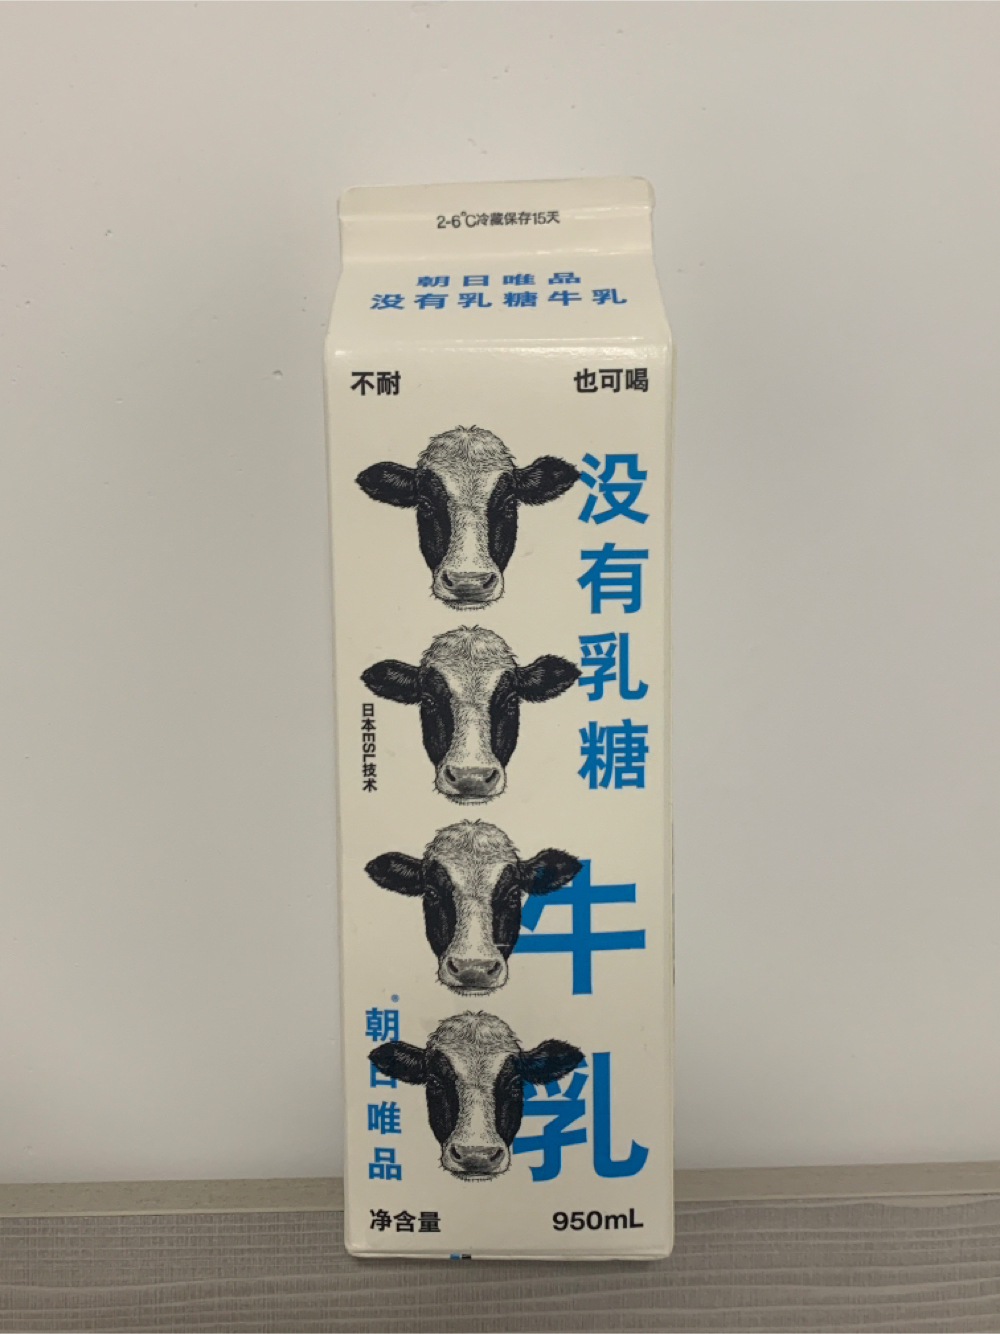 2-6℃冷藏保存15天
朝日唯品
没有乳糖牛乳
不耐
也可喝
没有乳糖
牛乳
日本ESL技术
朝日唯品®
净含量
950mL